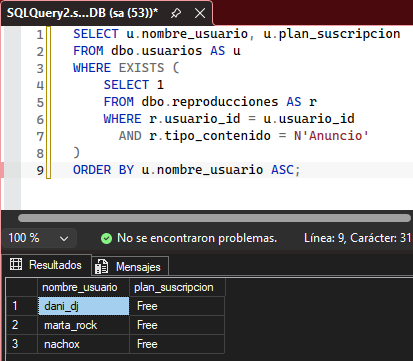 SQLQuery2.s...DB (sa (53))*
1 SELECT u.nombre_usuario, u.plan_suscripcion
2 FROM dbo.usuarios AS u
3 WHERE EXISTS (
4 SELECT 1
5 FROM dbo.reproducciones AS r
6 WHERE r.usuario_id = u.usuario_id
7 AND r.tipo_contenido = N'Anuncio'
8 )
9 ORDER BY u.nombre_usuario ASC;
100 % No se encontraron problemas. Línea: 9, Carácter: 31
Resultados Mensajes
nombre_usuario plan_suscripcion
1 dani_dj Free
2 marta_rock Free
3 nachox Free